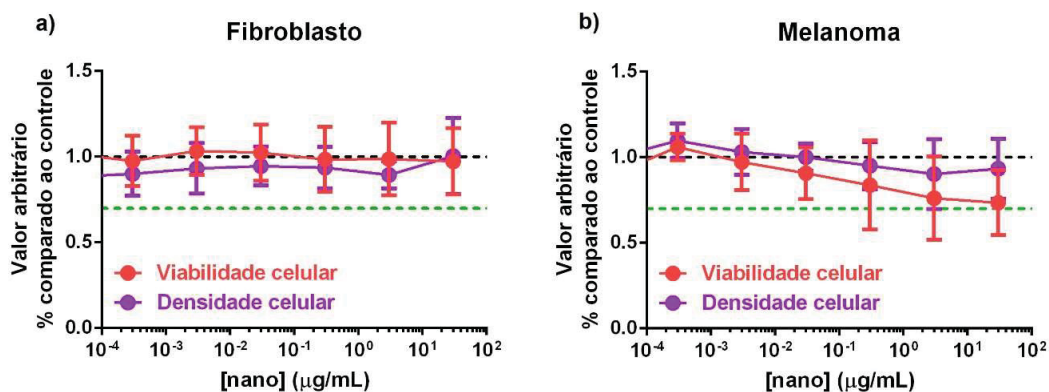 a)
Fibroblasto
Valor arbitrário
% comparado ao controle
1.5
1.0
0.5
0.0
Viabilidade celular
Densidade celular
10⁻⁴ 10⁻³ 10⁻² 10⁻¹ 10⁰ 10¹ 10²
[nano] (μg/mL)
b)
Melanoma
Valor arbitrário
% comparado ao controle
1.5
1.0
0.5
0.0
Viabilidade celular
Densidade celular
10⁻⁴ 10⁻³ 10⁻² 10⁻¹ 10⁰ 10¹ 10²
[nano] (μg/mL)